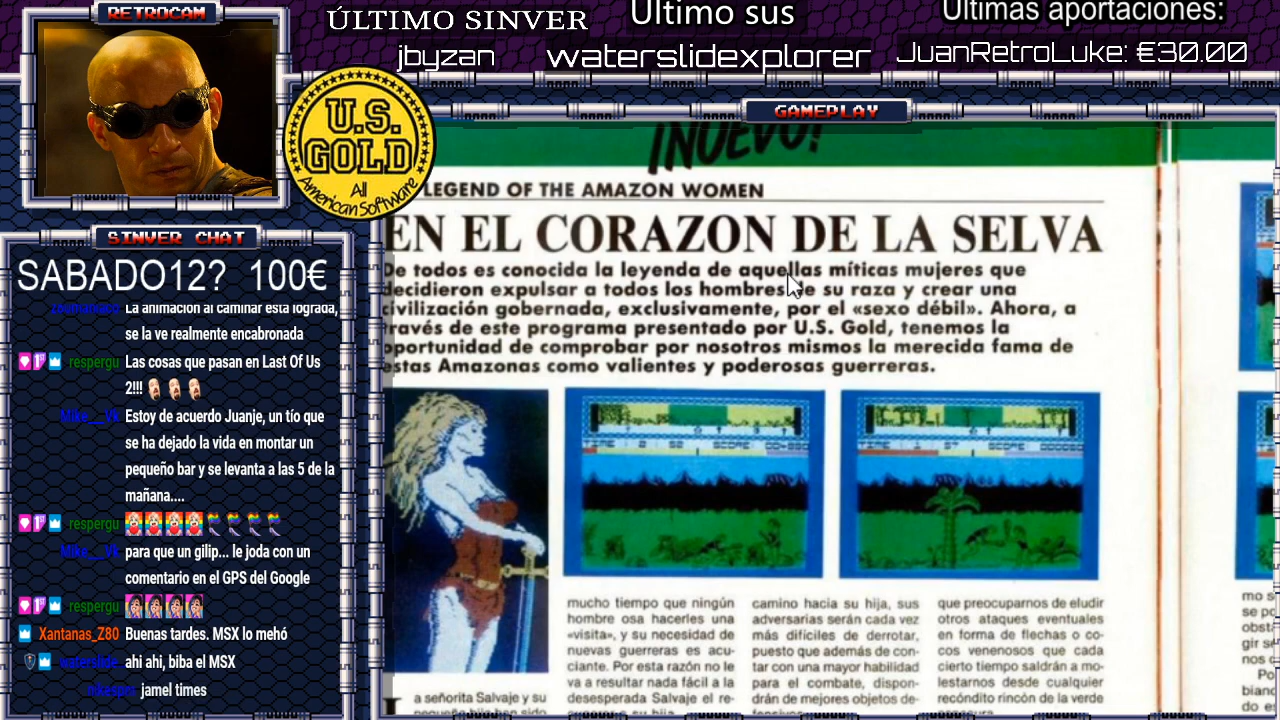 RETROCAM
ÚLTIMO SINVER
jbyzan
Último sus
waterslidexplorer
Últimas aportaciones:
JuanRetroLuke: €30.00
U.S.
GOLD
All
American Software
GAMEPLAY
SINVER CHAT
SABADO12? 100€
La animación al caminar está lograda,
se la ve realmente encabronada
respergu Las cosas que pasan en Last Of Us
2!!!
Mike__Vk Estoy de acuerdo Juanje, un tío que
se ha dejado la vida en montar un
pequeño bar y se levanta a las 5 de la
mañana....
respergu
Mike__Vk para que un gilip... le joda con un
comentario en el GPS del Google
respergu
Xantanas_Z80 Buenas tardes. MSX lo mehó
waterslide.. ahi ahi, biba el MSX
jamel times
¡NUEVO!
LEGEND OF THE AMAZON WOMEN
EN EL CORAZON DE LA SELVA
De todos es conocida la leyenda de aquellas míticas mujeres que
decidieron expulsar a todos los hombres de su raza y crear una
civilización gobernada, exclusivamente, por el «sexo débil». Ahora, a
través de este programa presentado por U.S. Gold, tenemos la
oportunidad de comprobar por nosotros mismos la merecida fama de
estas Amazonas como valientes y poderosas guerreras.
TIME SCORE
TIME SCORE
a señorita Salvaje y su
mucho tiempo que ningún
hombre osa hacerles una
«visita», y su necesidad de
nuevas guerreras es acu-
ciante. Por esta razón no le
va a resultar nada fácil a la
desesperada Salvaje el re-
camino hacia su hija, sus
adversarias serán cada vez
más difíciles de derrotar,
puesto que además de con-
tar con una mayor habilidad
para el combate, dispon-
drán de mejores objetos de-
que preocuparnos de eludir
otros ataques eventuales
en forma de flechas o co-
cos venenosos que cada
cierto tiempo saldrán a mo-
lestarnos desde cualquier
recóndito rincón de la verde